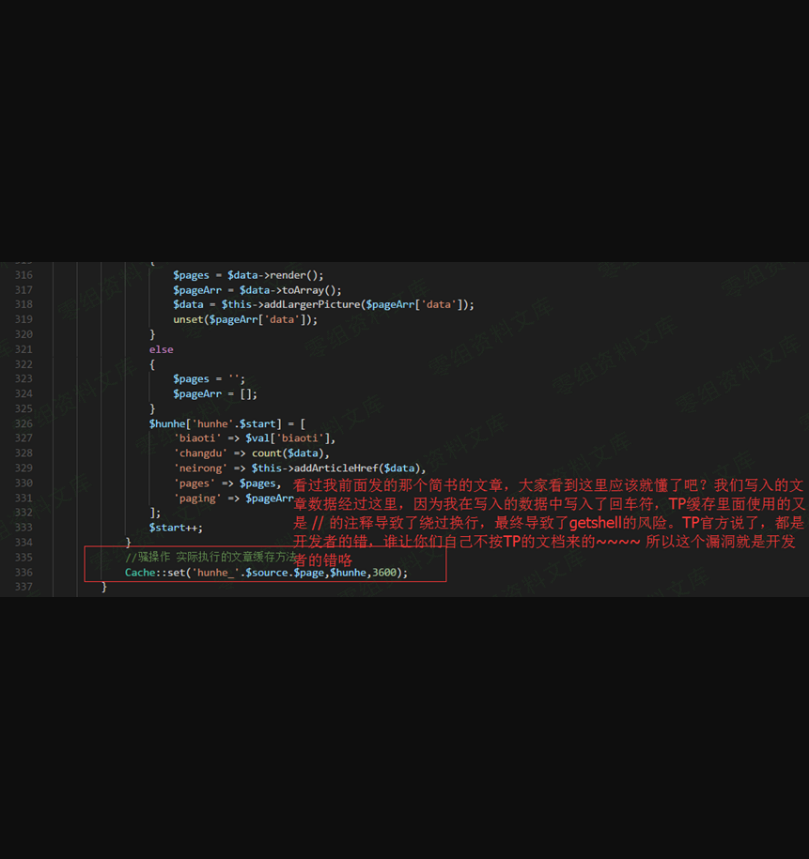 315 {
316 $pages = $data->render();
317 $pageArr = $data->toArray();
318 $data = $this->addLargerPicture($pageArr['data']);
319 unset($pageArr['data']);
320 }
321 else
322 {
323 $pages = '';
324 $pageArr = [];
325 }
326 $hunhe['hunhe'.$start] = [
327 'biaoti' => $val['biaoti'],
328 'changdu' => count($data),
329 'neirong' => $this->addArticleHref($data),
330 'pages' => $pages,
331 'paging' => $pageArr
332 ];
333 $start++;
334 }
335 //骚操作 实际执行的文章缓存方法
336 Cache::set('hunhe_'.$source.$page,$hunhe,3600);
337 }
看过我前面发的那个简书的文章，大家看到这里应该就懂了吧？我们写入的文
章数据经过这里，因为我在写入的数据中写入了回车符，TP缓存里面使用的又
是 // 的注释导致了绕过换行，最终导致了getshell的风险。TP官方说了，都是
开发者的错，谁让你们自己不按TP的文档来的~~~~ 所以这个漏洞就是开发
者的错咯
零组资料文库